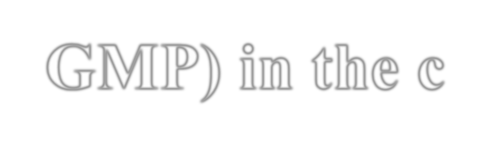 GMP) in the c